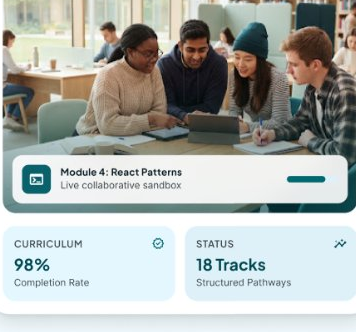 Module 4: React Patterns
Live collaborative sandbox
CURRICULUM
98%
Completion Rate
STATUS
18 Tracks
Structured Pathways